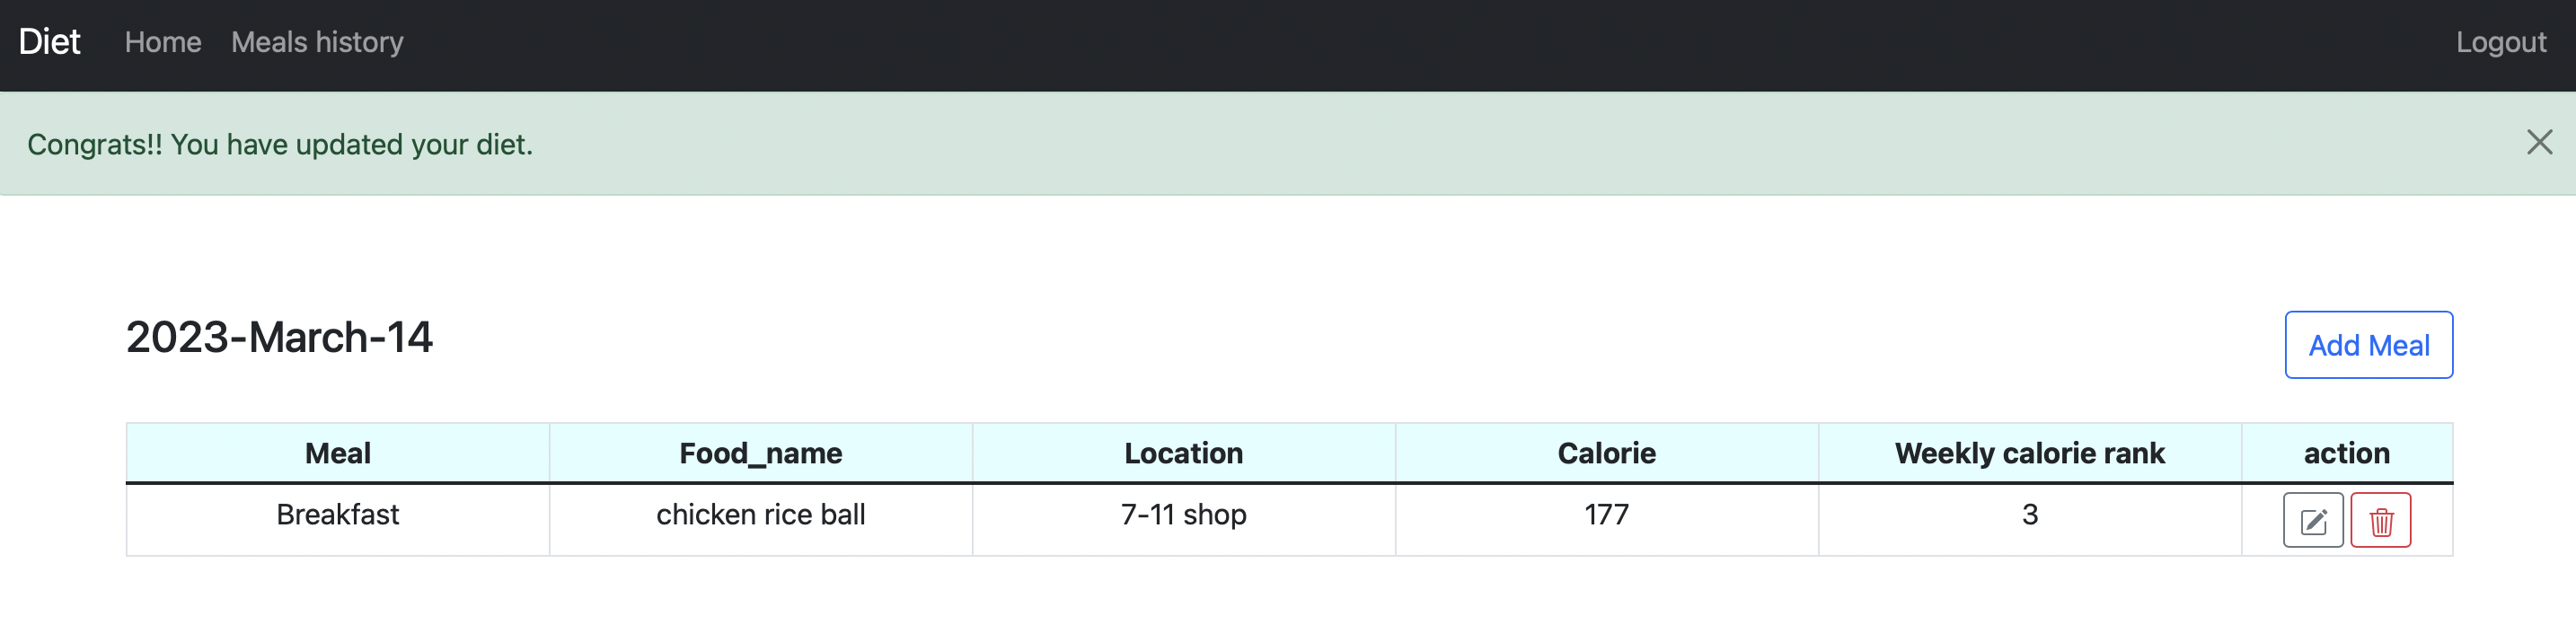 Diet Home Meals history Logout
Congrats!! You have updated your diet.
2023-March-14 Add Meal
Meal Food_name Location Calorie Weekly calorie rank action
Breakfast chicken rice ball 7-11 shop 177 3